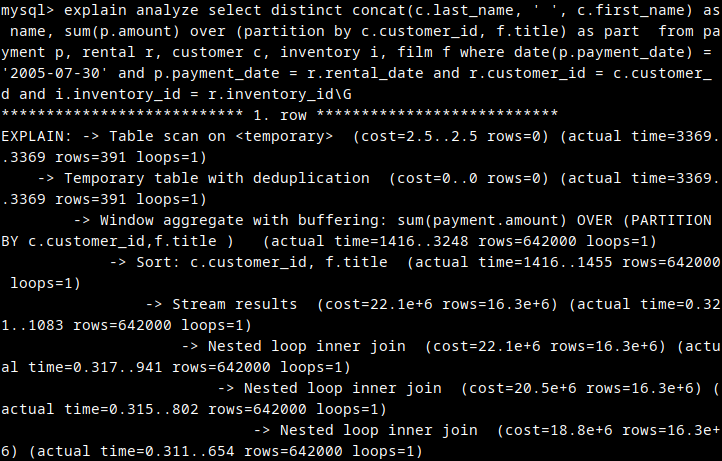 mysql> explain analyze select distinct concat(c.last_name, ' ', c.first_name) as
 name, sum(p.amount) over (partition by c.customer_id, f.title) as part  from pa
yment p, rental r, customer c, inventory i, film f where date(p.payment_date) =
'2005-07-30' and p.payment_date = r.rental_date and r.customer_id = c.customer_
d and i.inventory_id = r.inventory_id\G
*************************** 1. row ***************************
EXPLAIN: -> Table scan on <temporary>  (cost=2.5..2.5 rows=0) (actual time=3369.
.3369 rows=391 loops=1)
    -> Temporary table with deduplication  (cost=0..0 rows=0) (actual time=3369.
.3369 rows=391 loops=1)
        -> Window aggregate with buffering: sum(payment.amount) OVER (PARTITION
BY c.customer_id,f.title )   (actual time=1416..3248 rows=642000 loops=1)
            -> Sort: c.customer_id, f.title  (actual time=1416..1455 rows=642000
 loops=1)
                -> Stream results  (cost=22.1e+6 rows=16.3e+6) (actual time=0.32
1..1083 rows=642000 loops=1)
                    -> Nested loop inner join  (cost=22.1e+6 rows=16.3e+6) (actu
al time=0.317..941 rows=642000 loops=1)
                        -> Nested loop inner join  (cost=20.5e+6 rows=16.3e+6) (
actual time=0.315..802 rows=642000 loops=1)
                            -> Nested loop inner join  (cost=18.8e+6 rows=16.3e+
6) (actual time=0.311..654 rows=642000 loops=1)